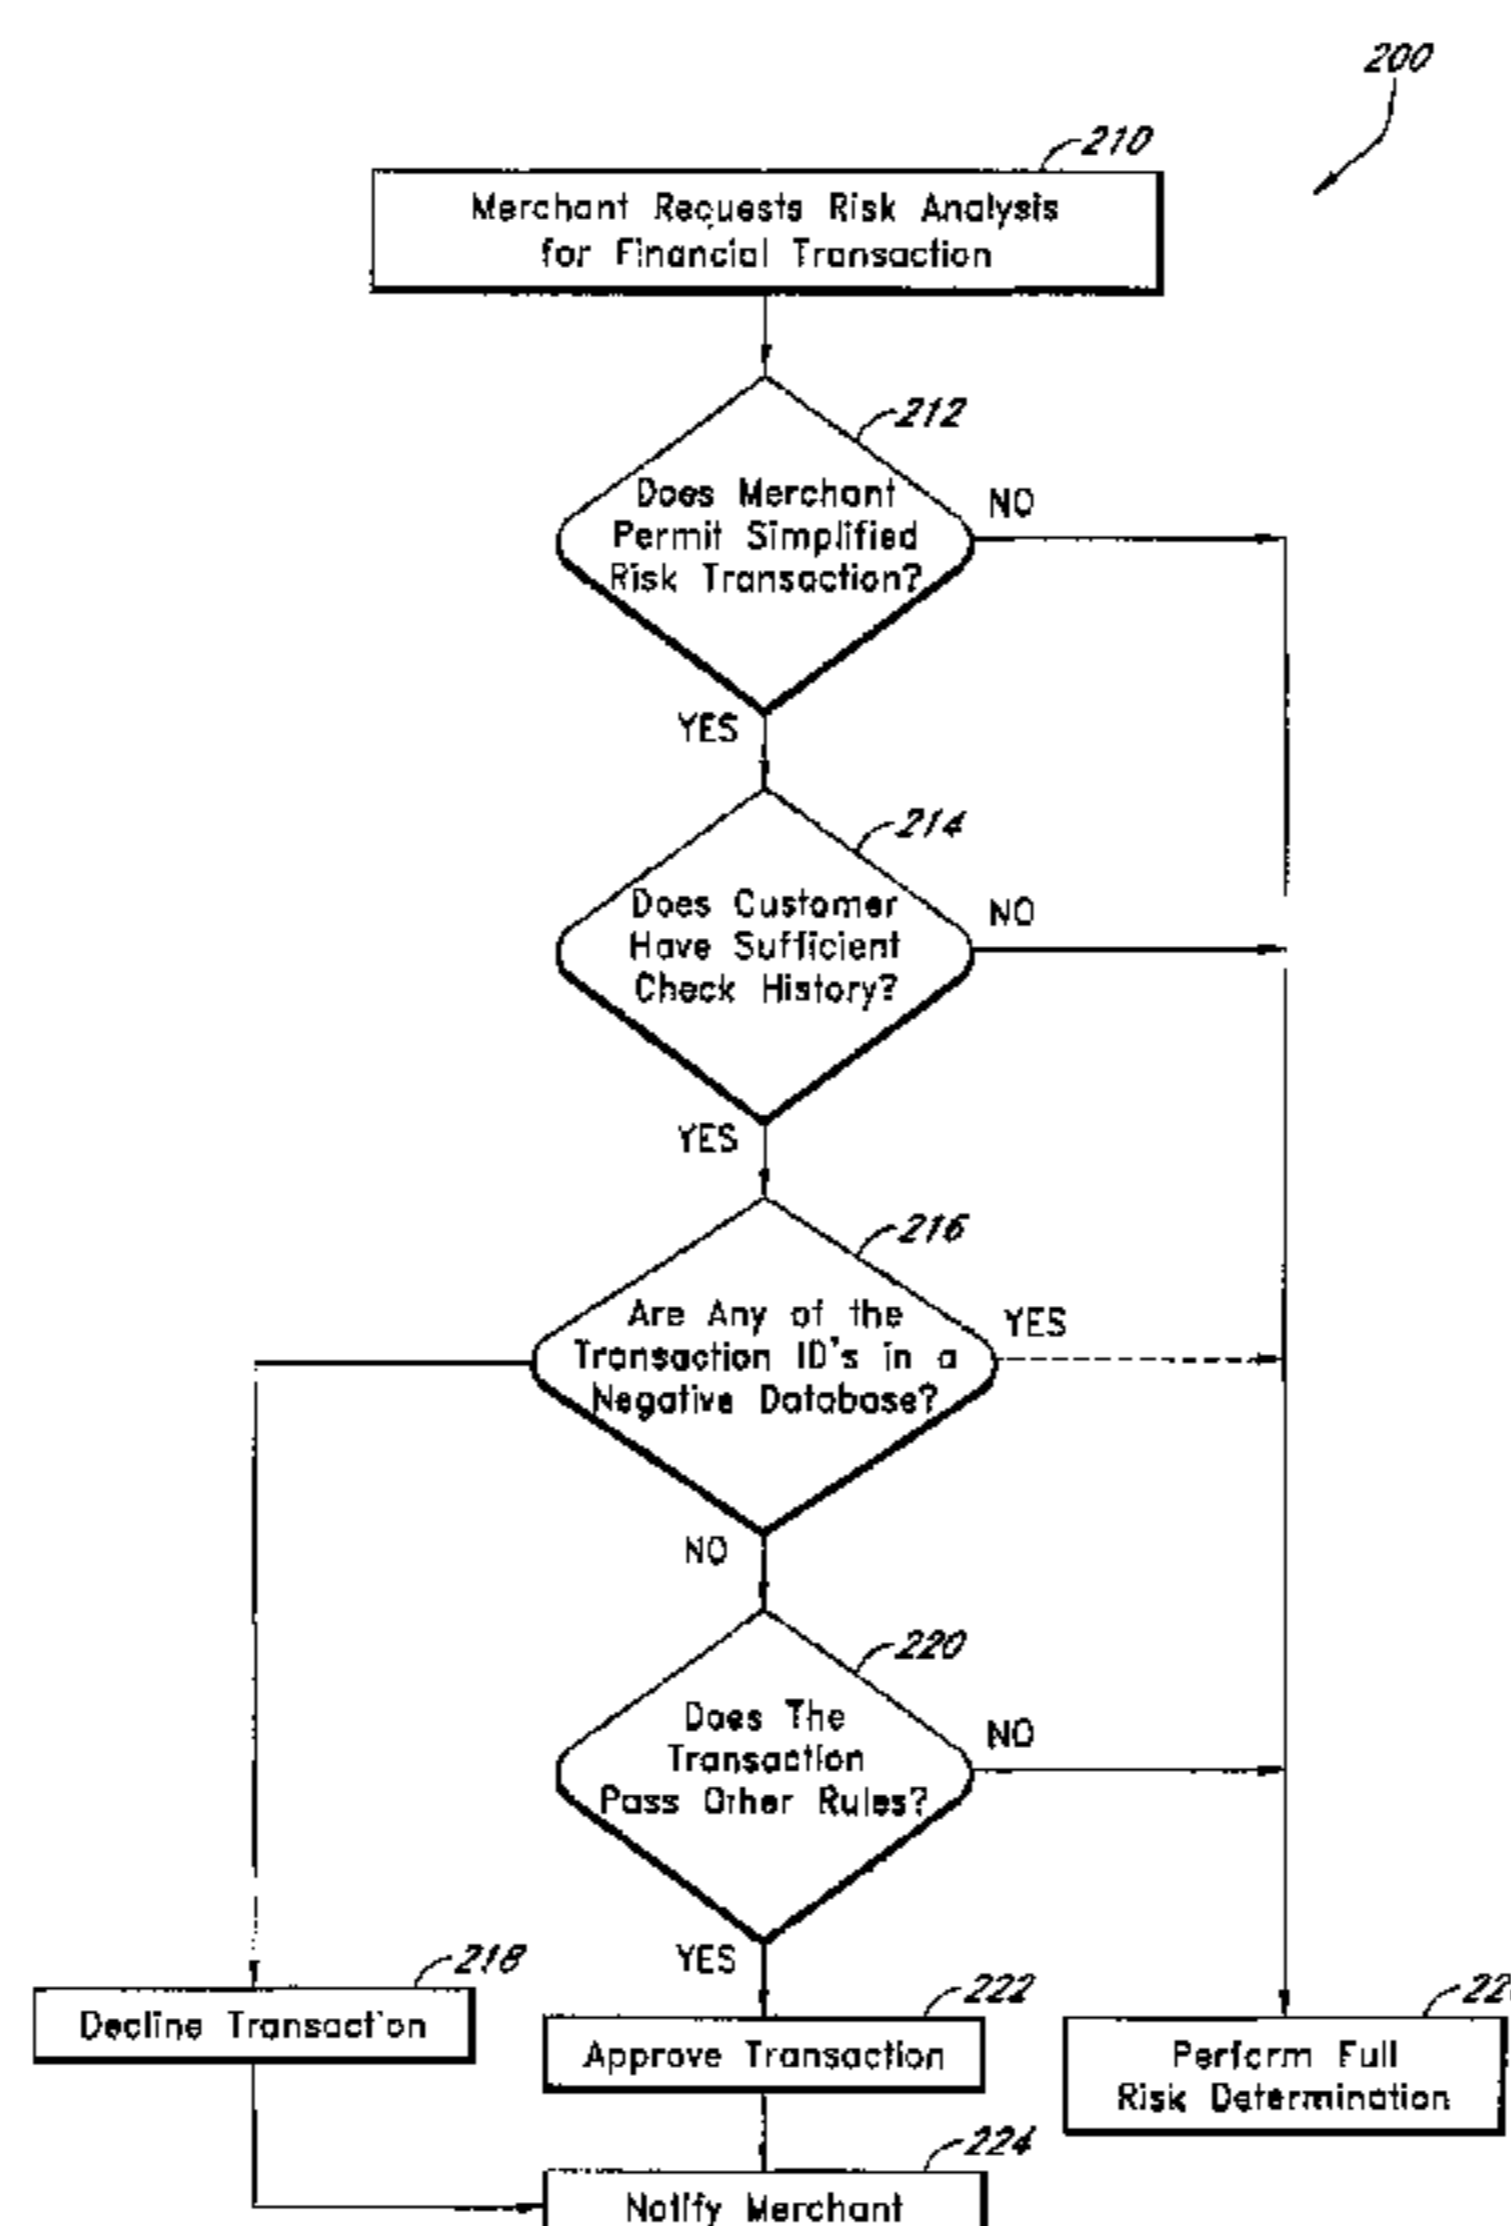 200
210
Merchant Requests Risk Analysis
for Financial Transaction
212
Does Merchant
Permit Simplified
Risk Transaction?
NO
YES
214
Does Customer
Have Sufficient
Check History?
NO
YES
216
Are Any of the
Transaction ID's in a
Negative Database?
YES
NO
220
Does The
Transaction
Pass Other Rules?
NO
YES
218
Decline Transaction
222
Approve Transaction
Perform Full
Risk Determination
224
Notify Merchant